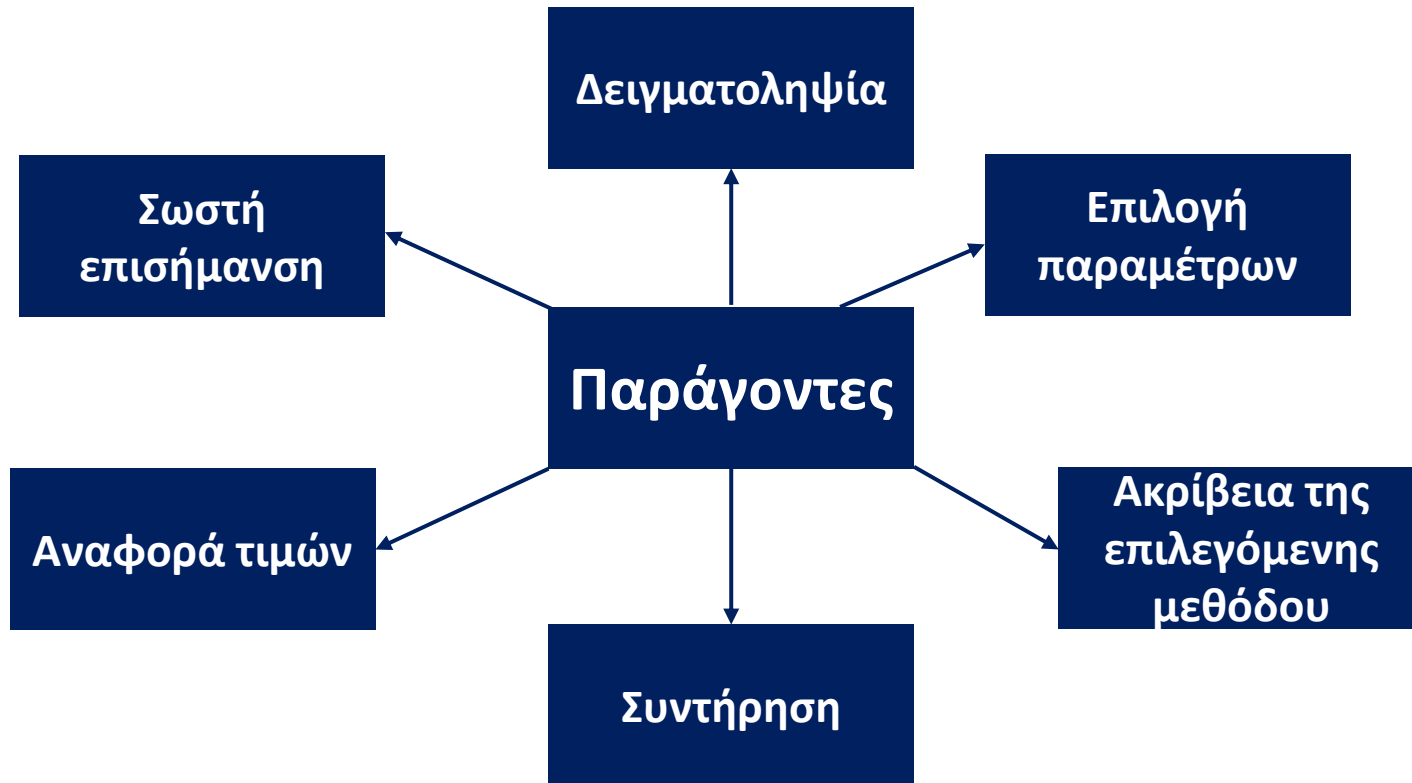 Δειγματοληψία
Σωστή
επισήμανση
Επιλογή
παραμέτρων
Παράγοντες
Αναφορά τιμών
Ακρίβεια της
επιλεγόμενης
μεθόδου
Συντήρηση